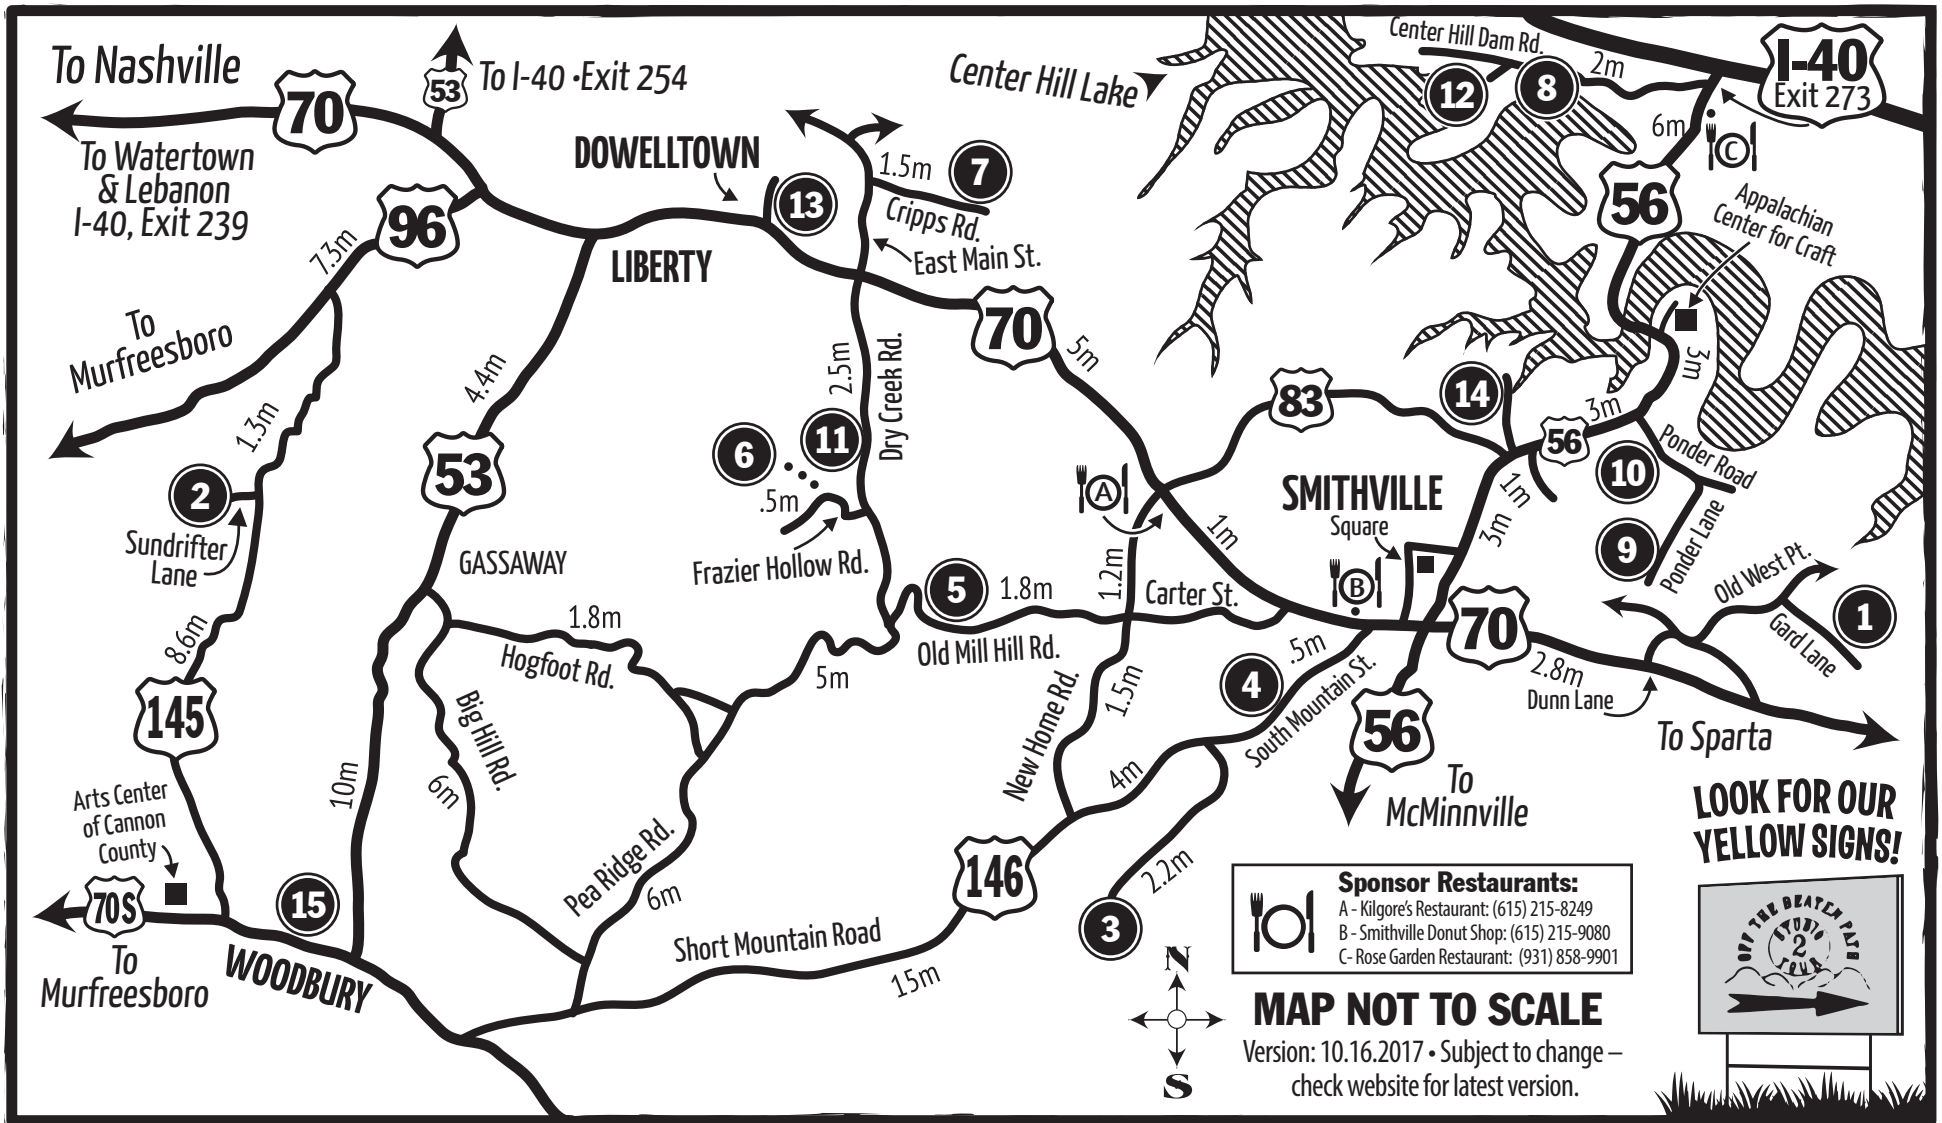 To Nashville
70
53
To I-40 •Exit 254
Center Hill Lake
Center Hill Dam Rd.
2m
I-40
Exit 273
12
8
6m
C
To Watertown
& Lebanon
I-40, Exit 239
96
7.3m
DOWELLTOWN
13
1.5m
7
Cripps Rd.
East Main St.
56
Appalachian
Center for Craft
LIBERTY
To
Murfreesboro
70
5m
3m
4.4m
2.5m
Dry Creek Rd.
83
14
3m
56
1.3m
2
Sundrifter
Lane
53
6
11
.5m
Frazier Hollow Rd.
A
SMITHVILLE
Square
1m
1m
3m
10
Ponder Road
9
Ponder Lane
GASSAWAY
1.2m
5
1.8m
Carter St.
Old Mill Hill Rd.
B
70
Old West Pt.
1
Gard Lane
8.6m
1.8m
Hogfoot Rd.
5m
.5m
4
South Mountain St.
2.8m
Dunn Lane
145
Big Hill Rd.
New Home Rd.
1.5m
56
To Sparta
Arts Center
of Cannon
County
10m
6m
4m
To
McMinnville
LOOK FOR OUR
YELLOW SIGNS!
70S
15
Pea Ridge Rd.
6m
146
2.2m
3
To
Murfreesboro
WOODBURY
Short Mountain Road
15m
Sponsor Restaurants:
A - Kilgore's Restaurant: (615) 215-8249
B - Smithville Donut Shop: (615) 215-9080
C- Rose Garden Restaurant: (931) 858-9901
OFF THE BEATEN PATH
STUDIO
2
TOUR
N
S
MAP NOT TO SCALE
Version: 10.16.2017 • Subject to change –
check website for latest version.